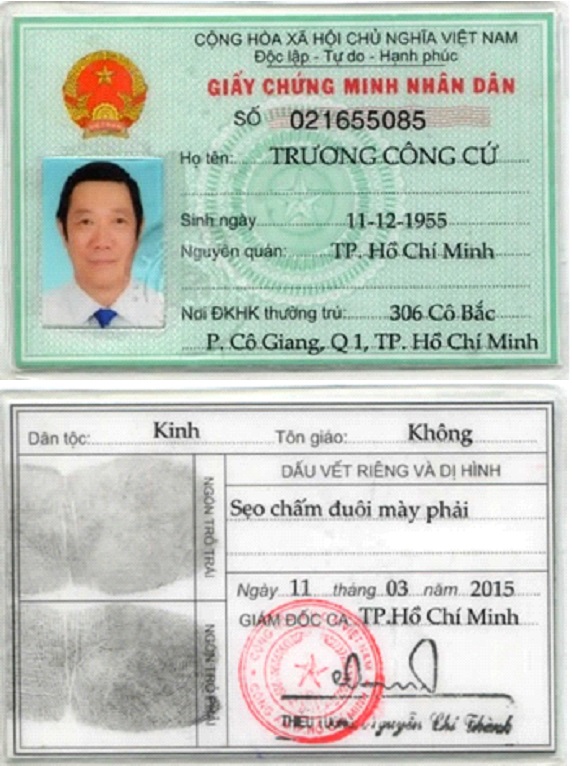 CỘNG HÒA XÃ HỘI CHỦ NGHĨA VIỆT NAM
Độc lập - Tự do - Hạnh phúc
GIẤY CHỨNG MINH NHÂN DÂN
SỐ 021655085
Họ tên: TRƯƠNG CÔNG CỨ
Sinh ngày 11-12-1955
Nguyên quán: TP. Hồ Chí Minh
Nơi ĐKHK thường trú: 306 Cô Bắc
P. Cô Giang, Q 1, TP. Hồ Chí Minh
VIỆT NAM
Dân tộc: Kinh Tôn giáo: Không
NGÓN TRỎ TRÁI
NGÓN TRỎ PHẢI
DẤU VẾT RIÊNG VÀ DỊ HÌNH
Sẹo chấm đuôi mày phải
Ngày 11 tháng 03 năm 2015
GIÁM ĐỐC CA TP.Hồ Chí Minh
Nguyễn Chí Thành